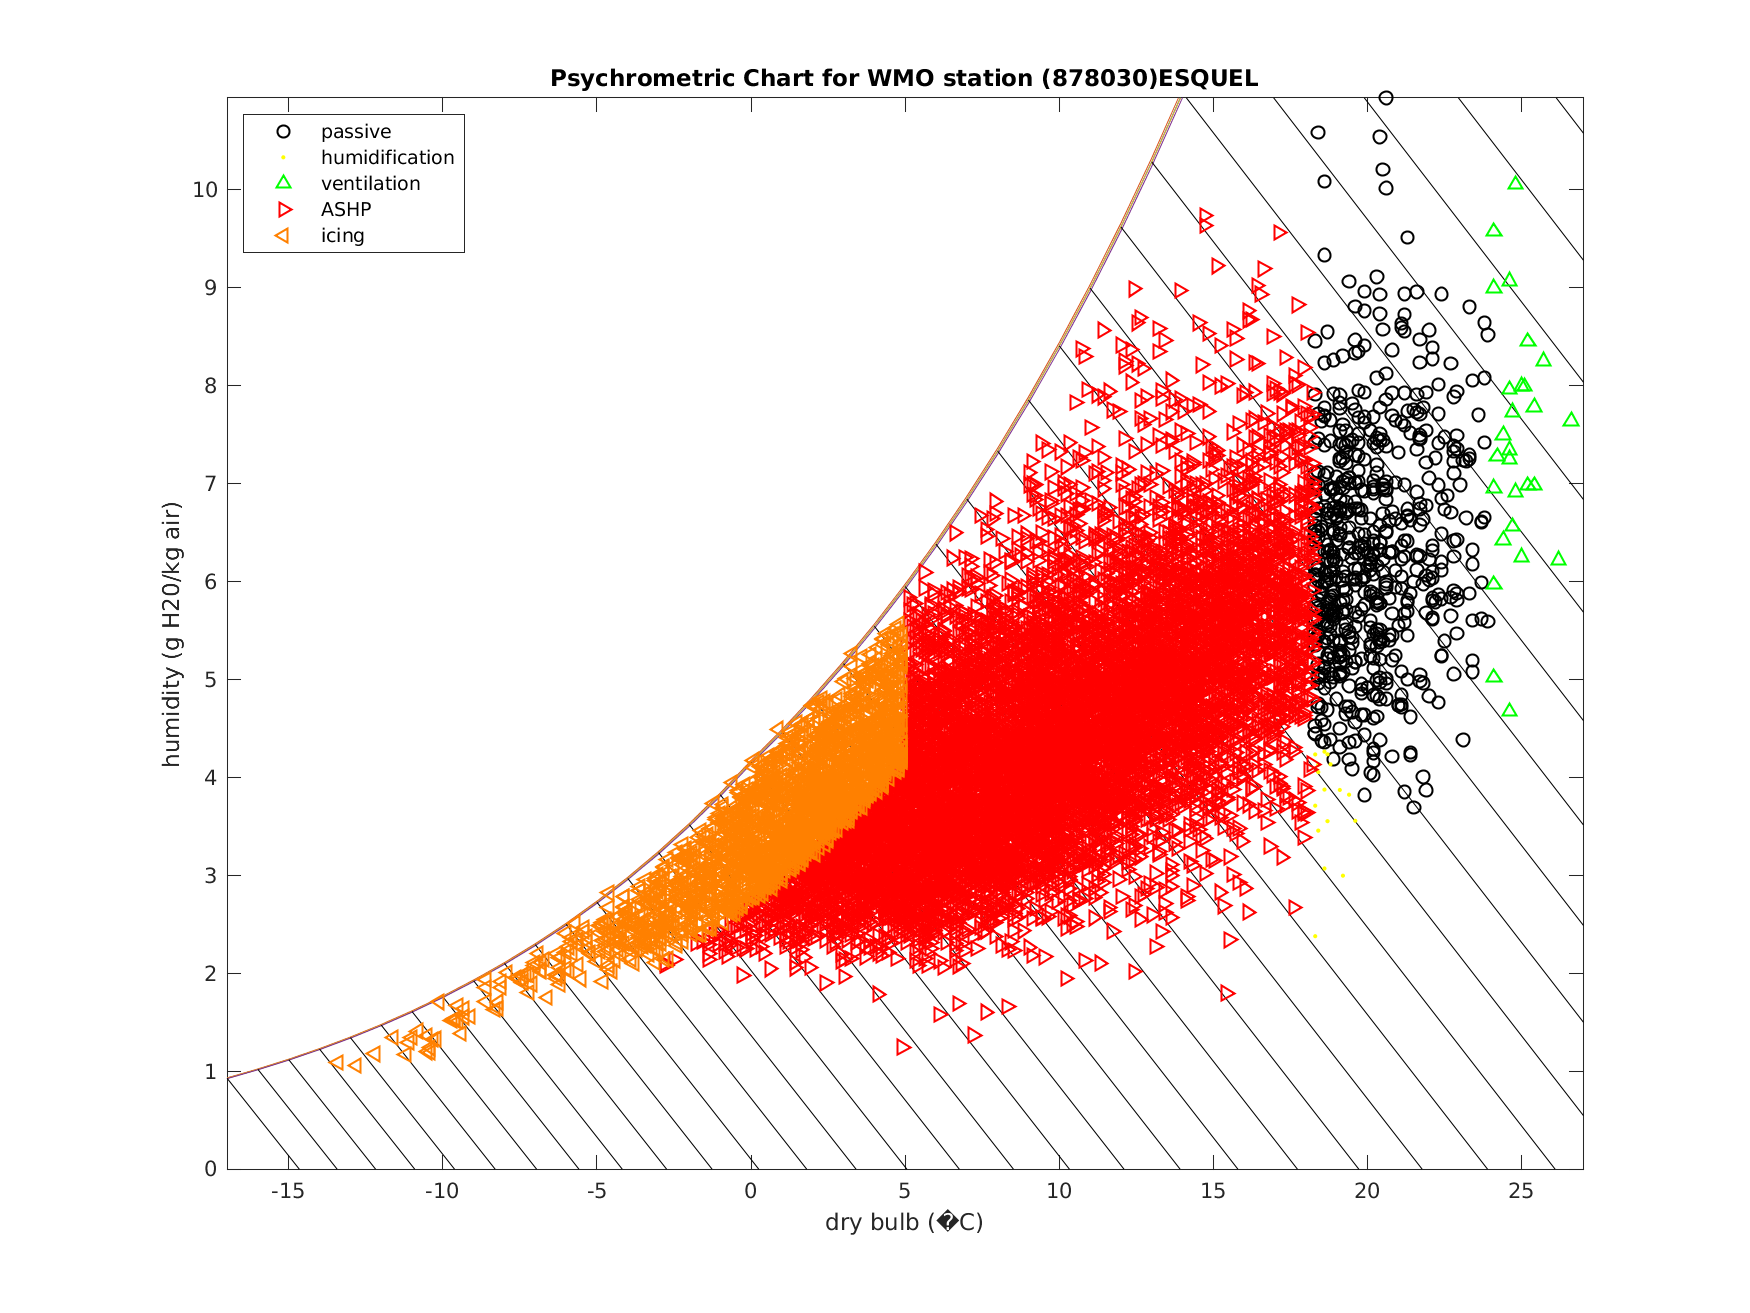 Psychrometric Chart for WMO station (878030)ESQUEL
passive
humidification
ventilation
ASHP
icing
humidity (g H20/kg air)
10
9
8
7
6
5
4
3
2
1
0
-15 -10 -5 0 5 10 15 20 25
dry bulb (�C)